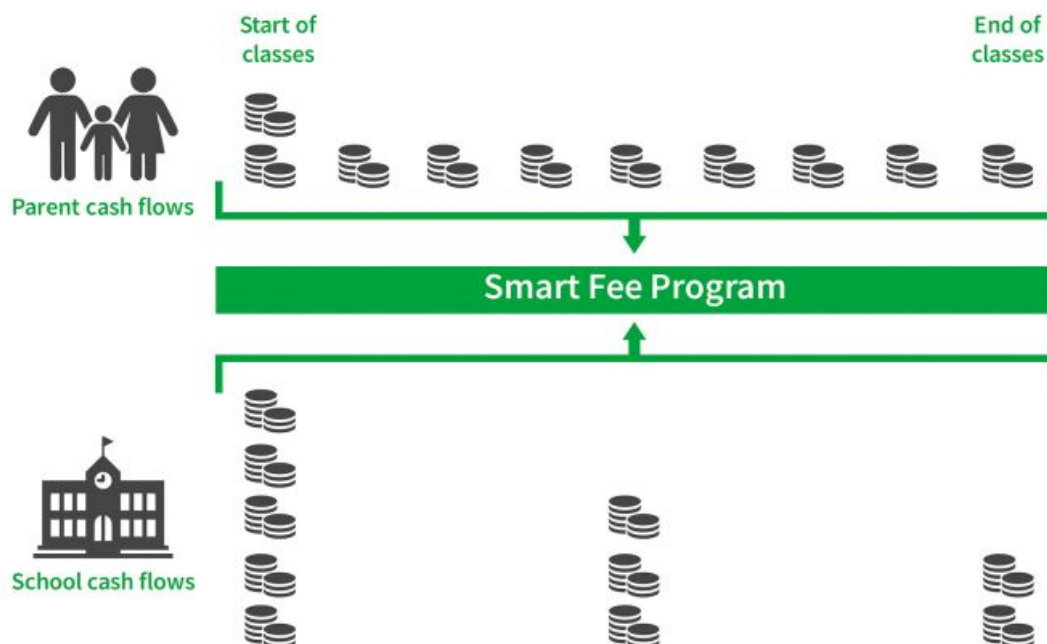 Start of
classes
End of
classes
Parent cash flows
Smart Fee Program
School cash flows